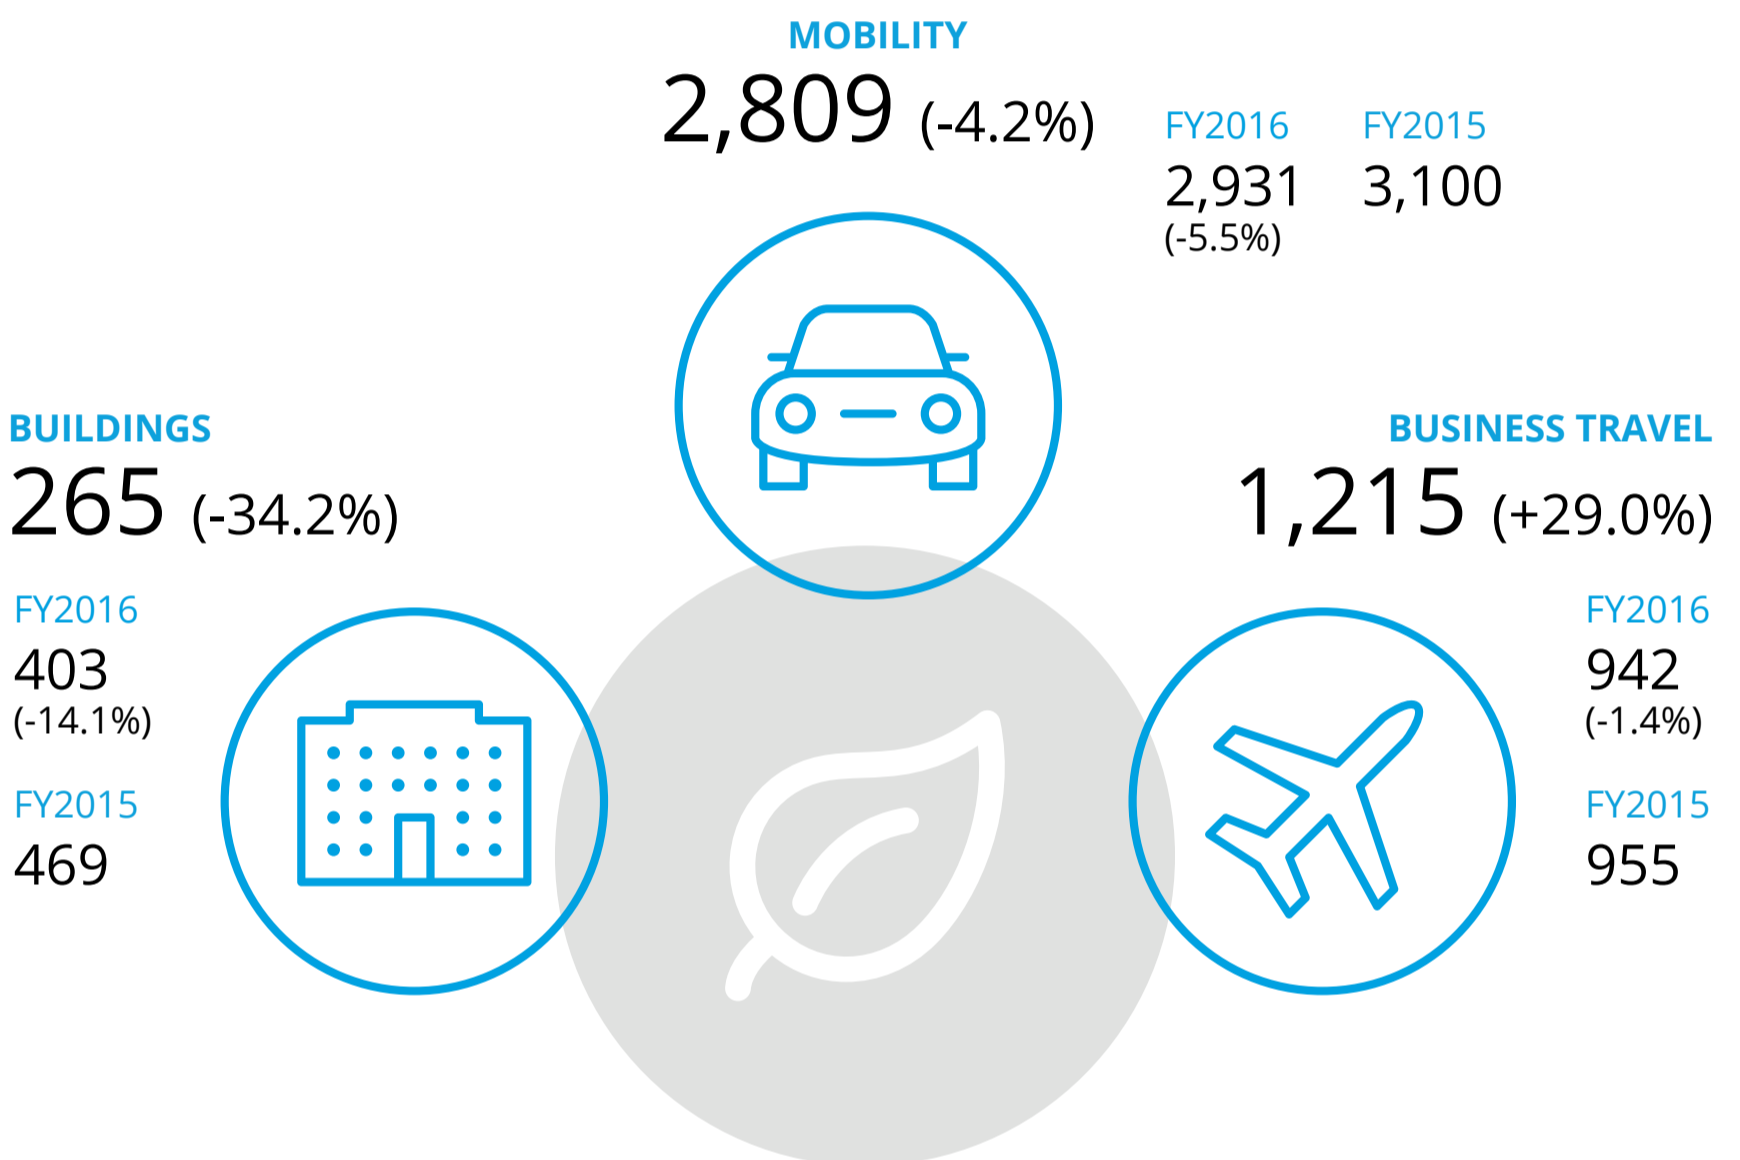 MOBILITY
2,809 (-4.2%)
FY2016 FY2015
2,931 3,100
(-5.5%)
BUILDINGS
265 (-34.2%)
FY2016
403
(-14.1%)
FY2015
469
BUSINESS TRAVEL
1,215 (+29.0%)
FY2016
942
(-1.4%)
FY2015
955